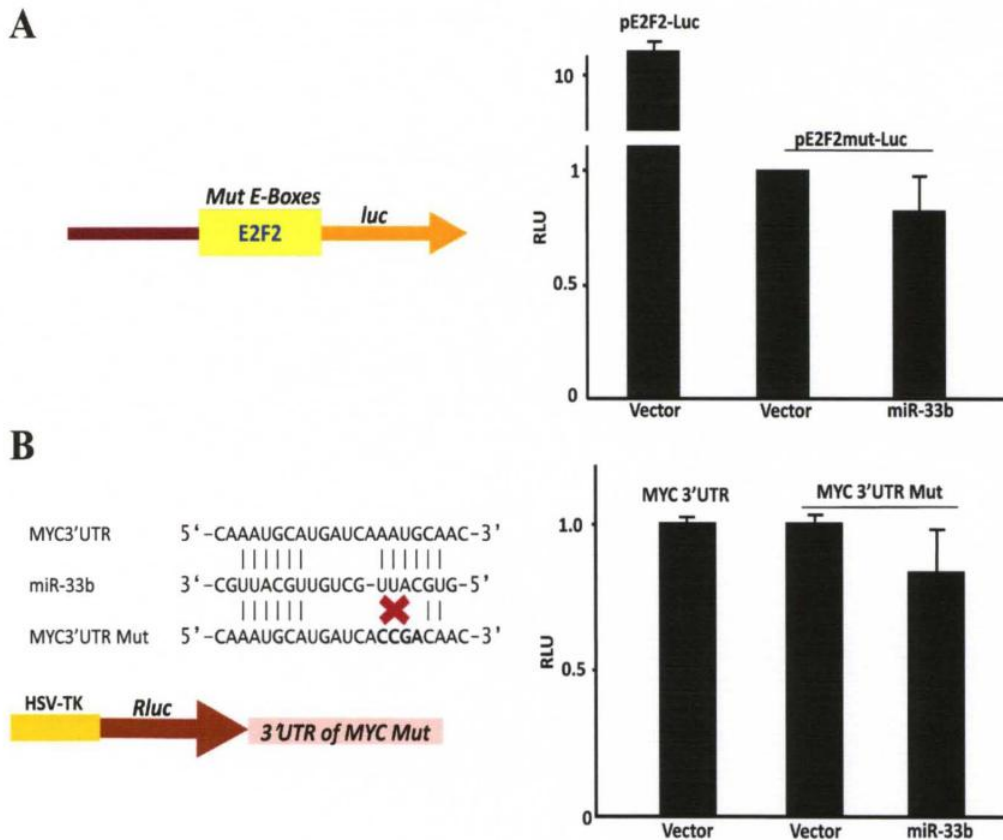 A
pE2F2-Luc
10
pE2F2mut-Luc
Mut E-Boxes
luc
E2F2
1
RLU
0.5
0
Vector
Vector
miR-33b
B
MYC 3'UTR
MYC 3'UTR Mut
MYC3'UTR
5'-CAAAUGCAUGAUCAAAUGCAAC-3'
1.0
miR-33b
3'-CGUUACGUUGUCG-UUACGUG-5'
MYC3'UTR Mut
5'-CAAAUGCAUGAUCACCGACAAC-3'
RLU
0.5
HSV-TK
Rluc
3'UTR of MYC Mut
0
Vector
Vector
miR-33b